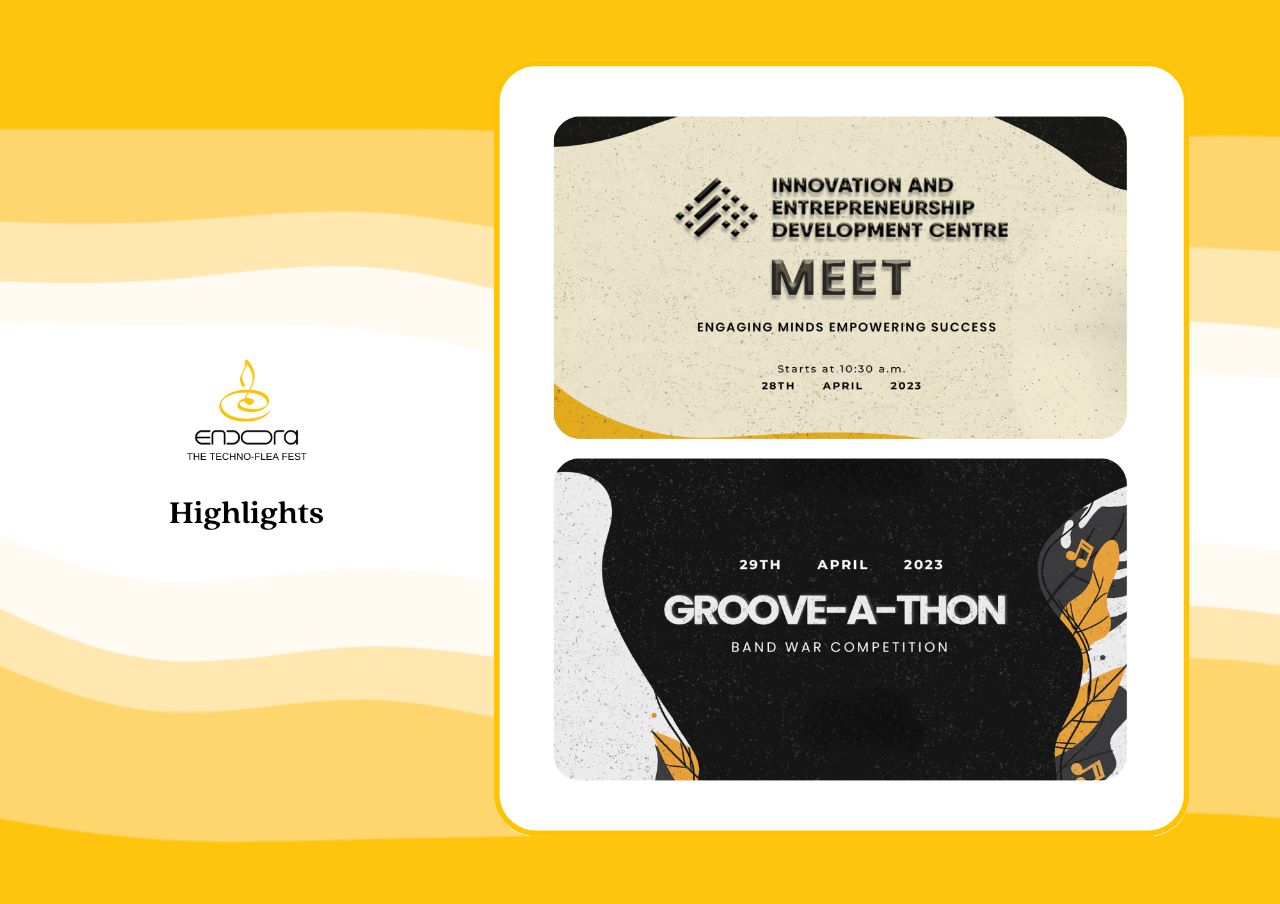 enDora
THE TECHNO-FLEA FEST
Highlights
INNOVATION AND
ENTREPRENEURSHIP
DEVELOPMENT CENTRE
MEET
ENGAGING MINDS EMPOWERING SUCCESS
Starts at 10:30 a.m.
28TH APRIL 2023
29TH APRIL 2023
GROOVE-A-THON
BAND WAR COMPETITION